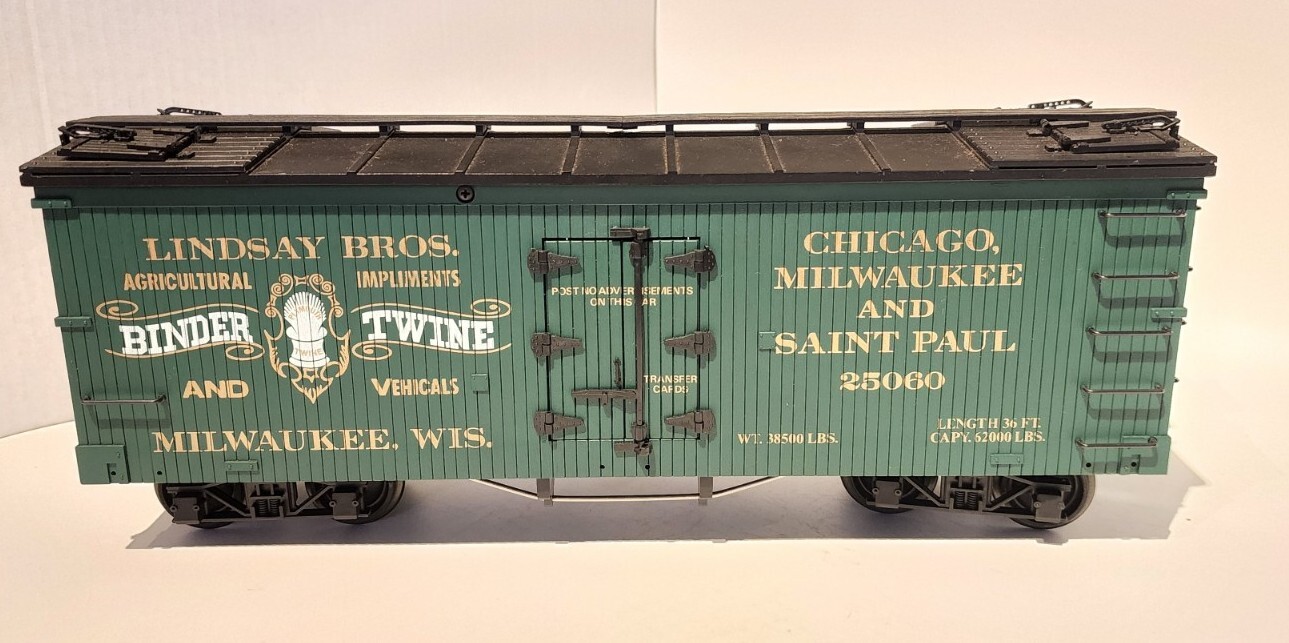 LINDSAY BROS.
AGRICULTURAL IMPLIMENTS
BINDER TWINE
TWINE
AND VEHICALS
MILWAUKEE, WIS.
POST NO ADVERTISEMENTS
ON THIS CAR
TRANSFER
CARDS
CHICAGO,
MILWAUKEE
AND
SAINT PAUL
25060
WT. 38500 LBS.
LENGTH 36 FT.
CAPY. 62000 LBS.